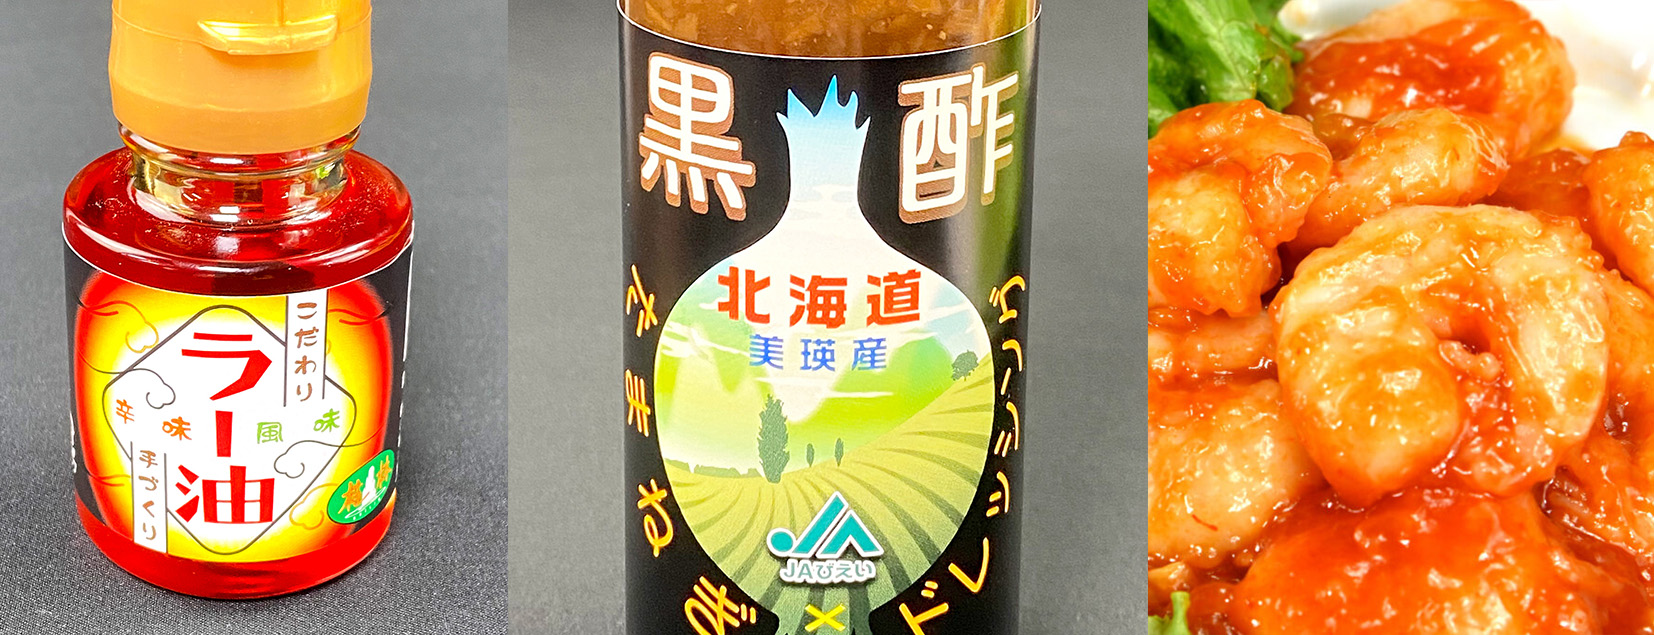 こだわり
ラー油
辛味風味
手づくり
黒酢
北海道
美瑛産
たまねぎ
ドレッシング
JAびえい
×